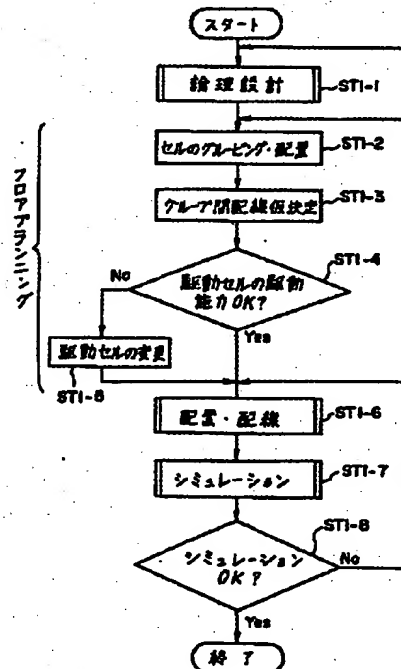 スタート
論理設計
ST1-1
セルのグルーピング・配置
ST1-2
グループ間配線仮決定
ST1-3
フロアプランニング
駆動セルの駆動
能力OK?
ST1-4
No
Yes
駆動セルの変更
ST1-5
配置・配線
ST1-6
シミュレーション
ST1-7
シミュレーション
OK?
ST1-8
No
Yes
終了